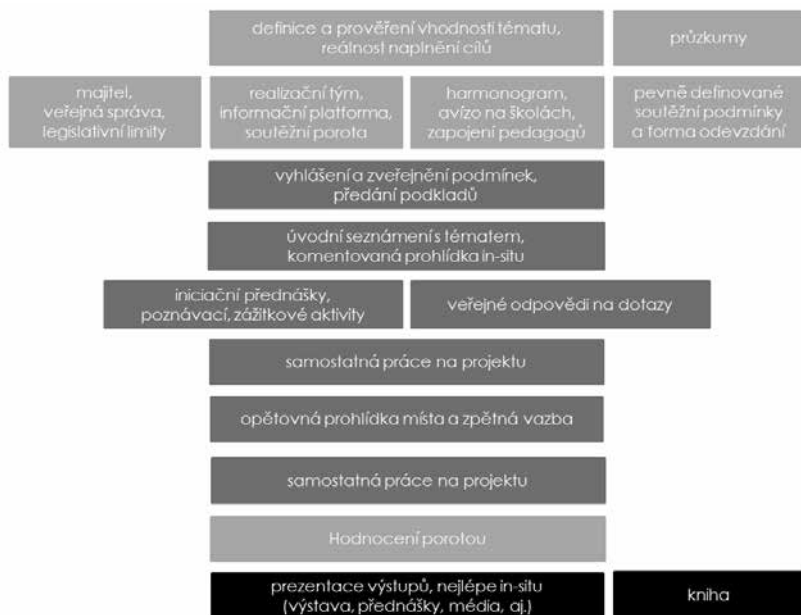 definice a prověření vhodnosti tématu,
reálnost naplnění cílů
průzkumy
majitel,
veřejná správa,
legislativní limity
realizační tým,
informační platforma,
soutěžní porota
harmonogram,
avízo na školách,
zapojení pedagogů
pevně definované
soutěžní podmínky
a forma odevzdání
vyhlášení a zveřejnění podmínek,
předání podkladů
úvodní seznámení s tématem,
komentovaná prohlídka in-situ
iniciační přednášky,
poznávací, zážitkové aktivity
veřejné odpovědi na dotazy
samostatná práce na projektu
opětovná prohlídka místa a zpětná vazba
samostatná práce na projektu
Hodnocení porotou
prezentace výstupů, nejlépe in-situ
(výstava, přednášky, média, aj.)
kniha